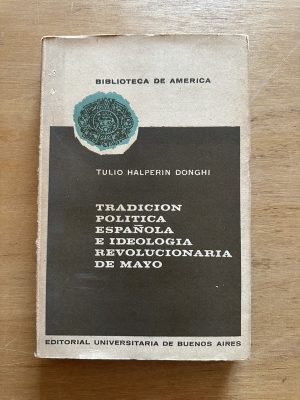 BIBLIOTECA DE AMERICA
TULIO HALPERIN DONGHI
TRADICION
POLITICA
ESPAÑOLA
E IDEOLOGIA
REVOLUCIONARIA
DE MAYO
EDITORIAL UNIVERSITARIA DE BUENOS AIRES